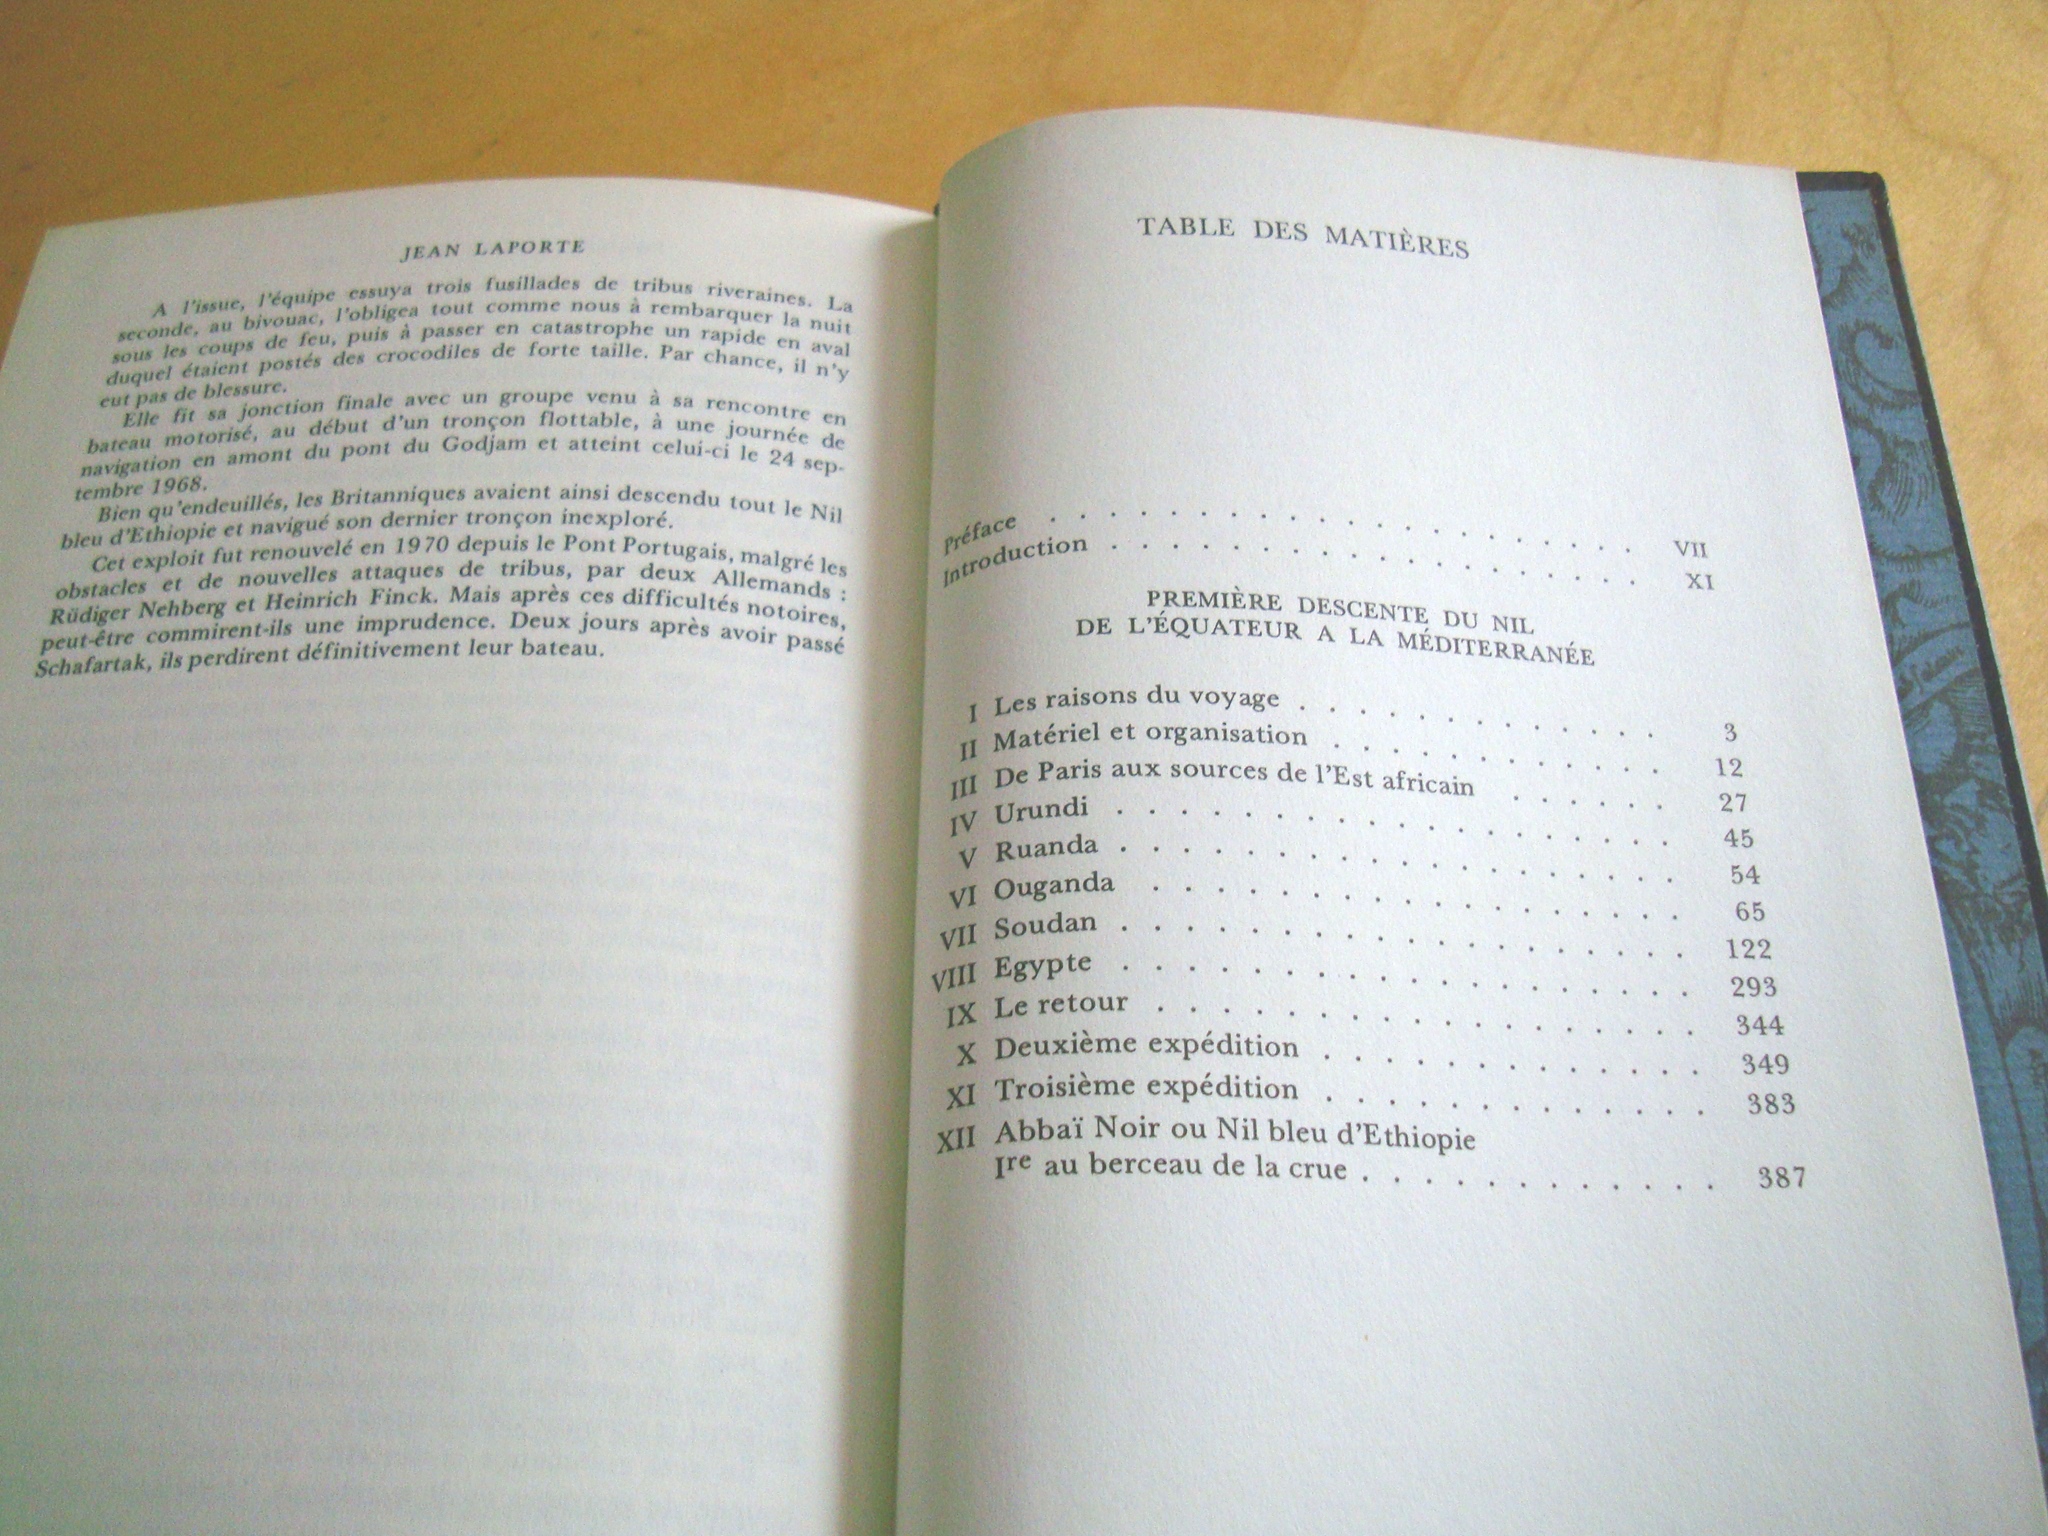 JEAN LAPORTE
A l'issue, l'équipe essuya trois fusillades de tribus riveraines. La
seconde, au bivouac, l'obligea tout comme nous à rembarquer la nuit
sous les coups de feu, puis à passer en catastrophe un rapide en aval
duquel étaient postés des crocodiles de forte taille. Par chance, il n'y
eut pas de blessure.
Elle fit sa jonction finale avec un groupe venu à sa rencontre en
bateau motorisé, au début d'un tronçon flottable, à une journée de
navigation en amont du pont du Godjam et atteint celui-ci le 24 sep-
tembre 1968.
Bien qu'endeuillés, les Britanniques avaient ainsi descendu tout le Nil
bleu d'Ethiopie et navigué son dernier tronçon inexploré.
Cet exploit fut renouvelé en 1970 depuis le Pont Portugais, malgré les
obstacles et de nouvelles attaques de tribus, par deux Allemands :
Rüdiger Nehberg et Heinrich Finck. Mais après ces difficultés notoires,
peut-être commirent-ils une imprudence. Deux jours après avoir passé
Schafartak, ils perdirent définitivement leur bateau.
TABLE DES MATIÈRES
Préface . . . . . . . . . . . . . . . . . . . VII
Introduction . . . . . . . . . . . . . . . . . XI
PREMIÈRE DESCENTE DU NIL
DE L'ÉQUATEUR A LA MÉDITERRANÉE
I Les raisons du voyage . . . . . . . . . . . . 3
II Matériel et organisation . . . . . . . . . . . 12
III De Paris aux sources de l'Est africain . . . . . . 27
IV Urundi . . . . . . . . . . . . . . . . . . 45
V Ruanda . . . . . . . . . . . . . . . . . . 54
VI Ouganda . . . . . . . . . . . . . . . . . 65
VII Soudan . . . . . . . . . . . . . . . . . . 122
VIII Egypte . . . . . . . . . . . . . . . . . . 293
IX Le retour . . . . . . . . . . . . . . . . . 344
X Deuxième expédition . . . . . . . . . . . . 349
XI Troisième expédition . . . . . . . . . . . . 383
XII Abbaï Noir ou Nil bleu d'Ethiopie
Ire au berceau de la crue . . . . . . . . . . . . 387